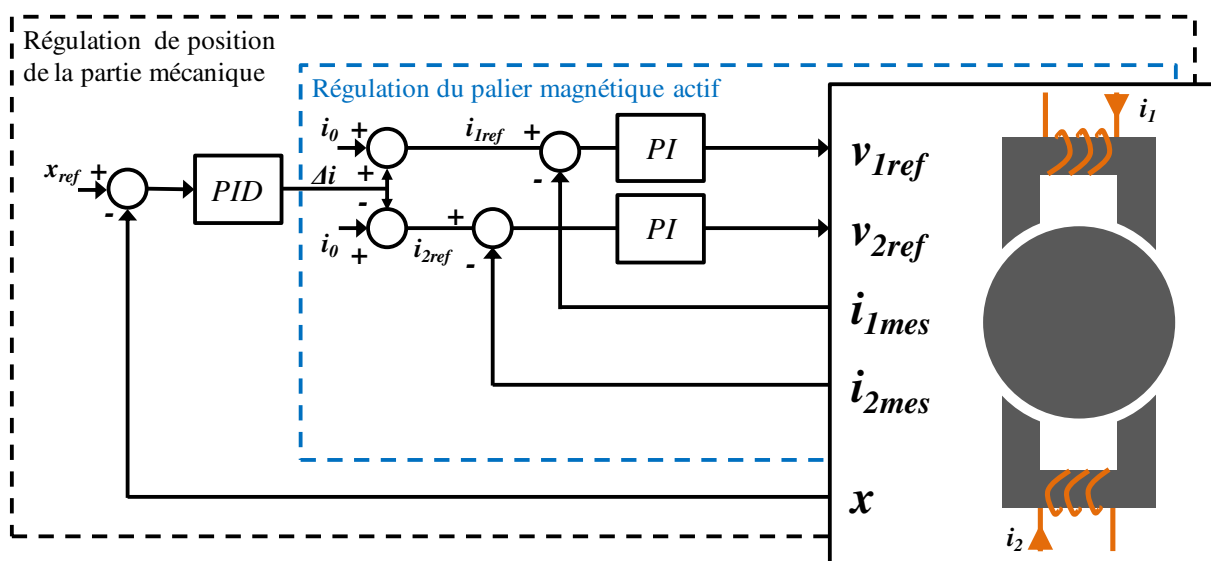 Régulation de position
de la partie mécanique
Régulation du palier magnétique actif
i0
+
i1ref
+
PI
v1ref
i1
xref
+
PID
Δi
+
-
-
-
i0
+
i2ref
+
-
PI
v2ref
i1mes
i2mes
x
i2